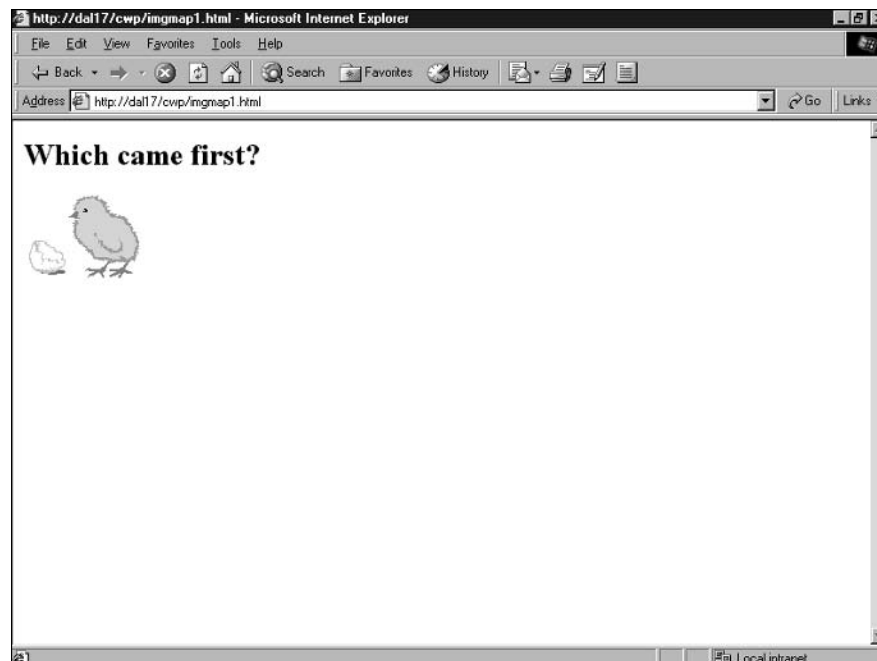 http://dal17/cwp/imgmap1.html - Microsoft Internet Explorer
File Edit View Favorites Tools Help
Back Search Favorites History
Address http://dal17/cwp/imgmap1.html Go Links
Which came first?
Local intranet